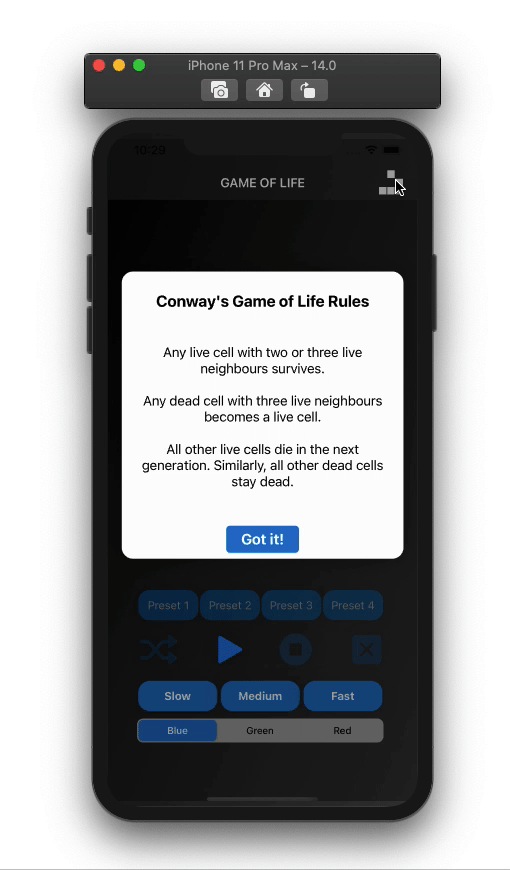 iPhone 11 Pro Max – 14.0
10:29
GAME OF LIFE
Conway's Game of Life Rules
Any live cell with two or three live
neighbours survives.
Any dead cell with three live neighbours
becomes a live cell.
All other live cells die in the next
generation. Similarly, all other dead cells
stay dead.
Got it!
Preset 1 Preset 2 Preset 3 Preset 4
Slow Medium Fast
Blue Green Red